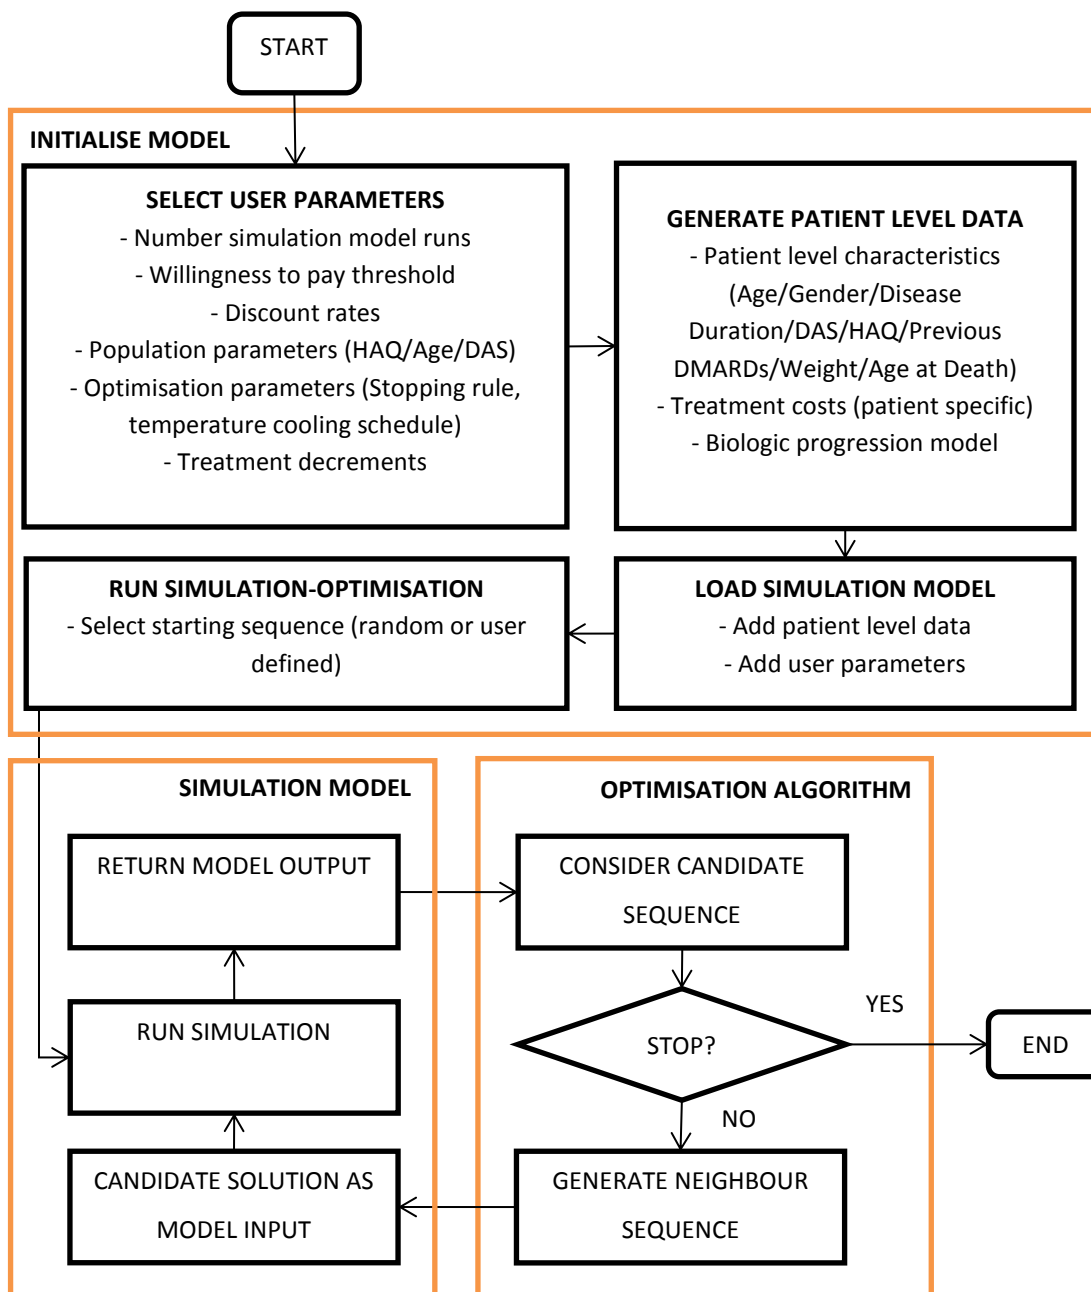 START
INITIALISE MODEL
SELECT USER PARAMETERS
- Number simulation model runs
- Willingness to pay threshold
- Discount rates
- Population parameters (HAQ/Age/DAS)
- Optimisation parameters (Stopping rule,
temperature cooling schedule)
- Treatment decrements
GENERATE PATIENT LEVEL DATA
- Patient level characteristics
(Age/Gender/Disease
Duration/DAS/HAQ/Previous
DMARDs/Weight/Age at Death)
- Treatment costs (patient specific)
- Biologic progression model
RUN SIMULATION-OPTIMISATION
- Select starting sequence (random or user
defined)
LOAD SIMULATION MODEL
- Add patient level data
- Add user parameters
SIMULATION MODEL
RETURN MODEL OUTPUT
RUN SIMULATION
CANDIDATE SOLUTION AS
MODEL INPUT
OPTIMISATION ALGORITHM
CONSIDER CANDIDATE
SEQUENCE
STOP?
YES
END
NO
GENERATE NEIGHBOUR
SEQUENCE